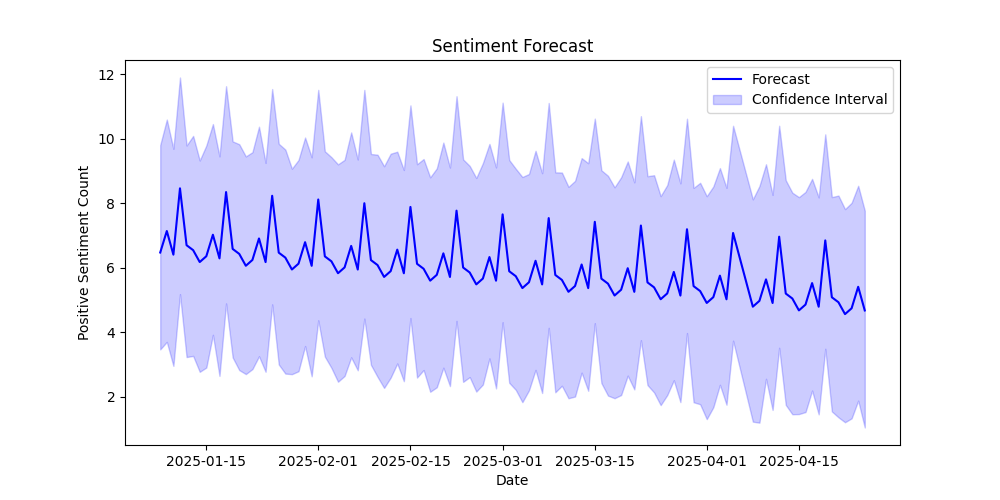 Sentiment Forecast
Forecast
Confidence Interval
Positive Sentiment Count
12
10
8
6
4
2
2025-01-15
2025-02-01
2025-02-15
2025-03-01
2025-03-15
2025-04-01
2025-04-15
Date